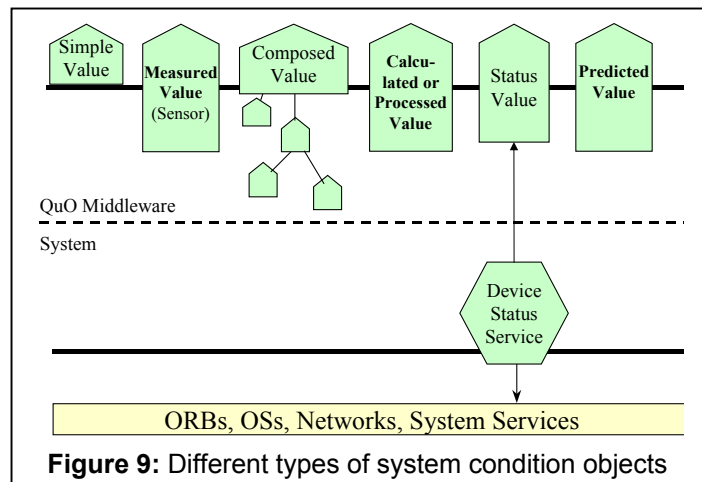 Simple
Value
Measured
Value
(Sensor)
Composed
Value
Calcu-
lated or
Processed
Value
Status
Value
Predicted
Value
QuO Middleware
System
Device
Status
Service
ORBs, OSs, Networks, System Services
Figure 9: Different types of system condition objects